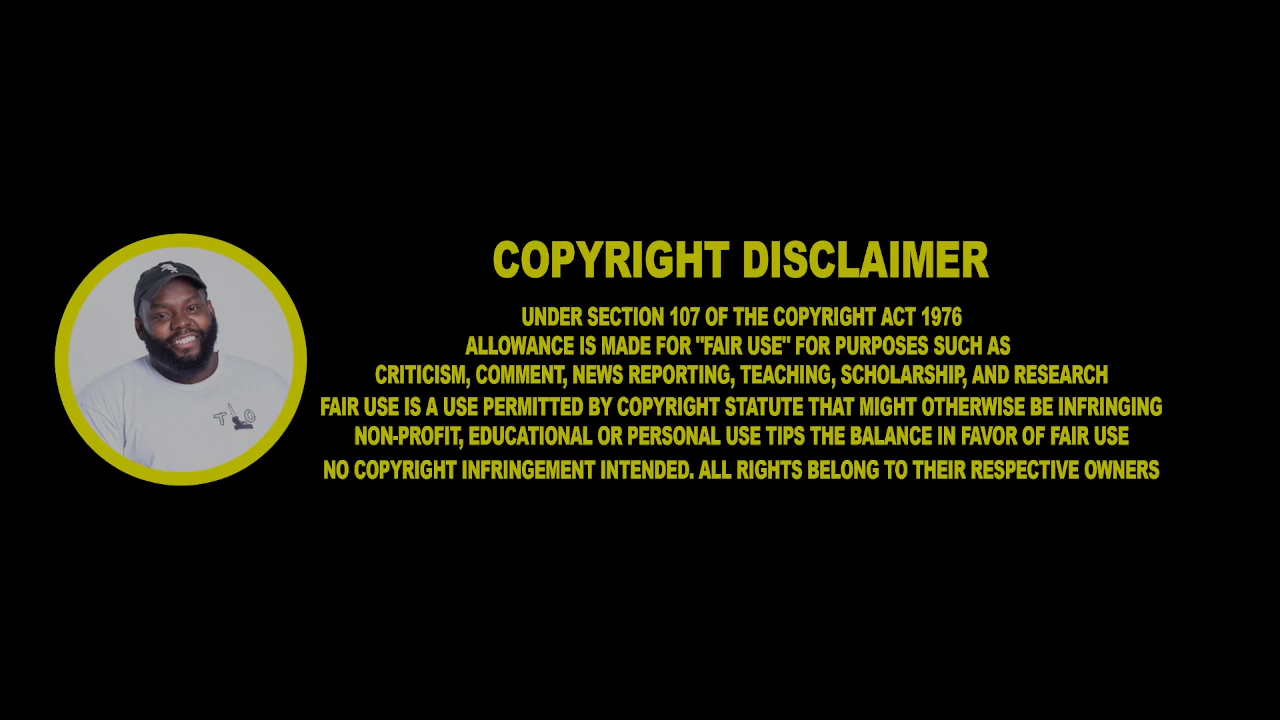 COPYRIGHT DISCLAIMER
UNDER SECTION 107 OF THE COPYRIGHT ACT 1976
ALLOWANCE IS MADE FOR "FAIR USE" FOR PURPOSES SUCH AS
CRITICISM, COMMENT, NEWS REPORTING, TEACHING, SCHOLARSHIP, AND RESEARCH
FAIR USE IS A USE PERMITTED BY COPYRIGHT STATUTE THAT MIGHT OTHERWISE BE INFRINGING
NON-PROFIT, EDUCATIONAL OR PERSONAL USE TIPS THE BALANCE IN FAVOR OF FAIR USE
NO COPYRIGHT INFRINGEMENT INTENDED. ALL RIGHTS BELONG TO THEIR RESPECTIVE OWNERS